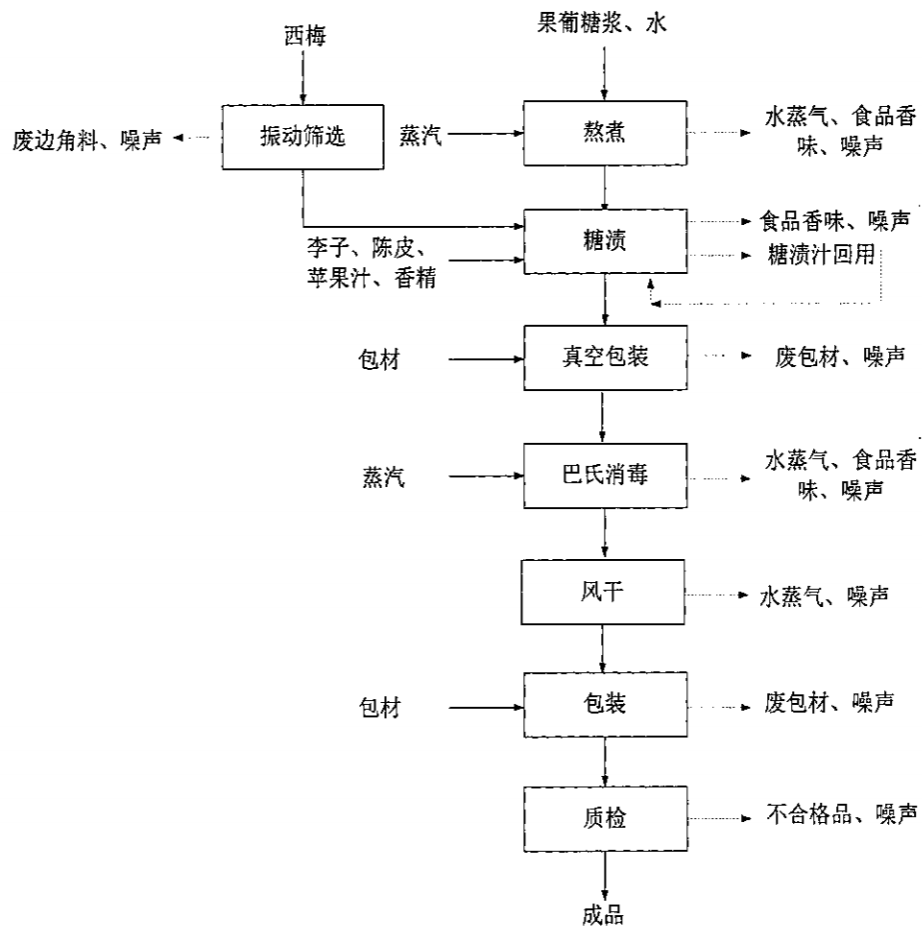 西梅
果葡糖浆、水
废边角料、噪声
振动筛选
蒸汽
熬煮
水蒸气、食品香
味、噪声
李子、陈皮、
苹果汁、香精
糖渍
食品香味、噪声
糖渍汁回用
包材
真空包装
废包材、噪声
蒸汽
巴氏消毒
水蒸气、食品香
味、噪声
风干
水蒸气、噪声
包材
包装
废包材、噪声
质检
不合格品、噪声
成品